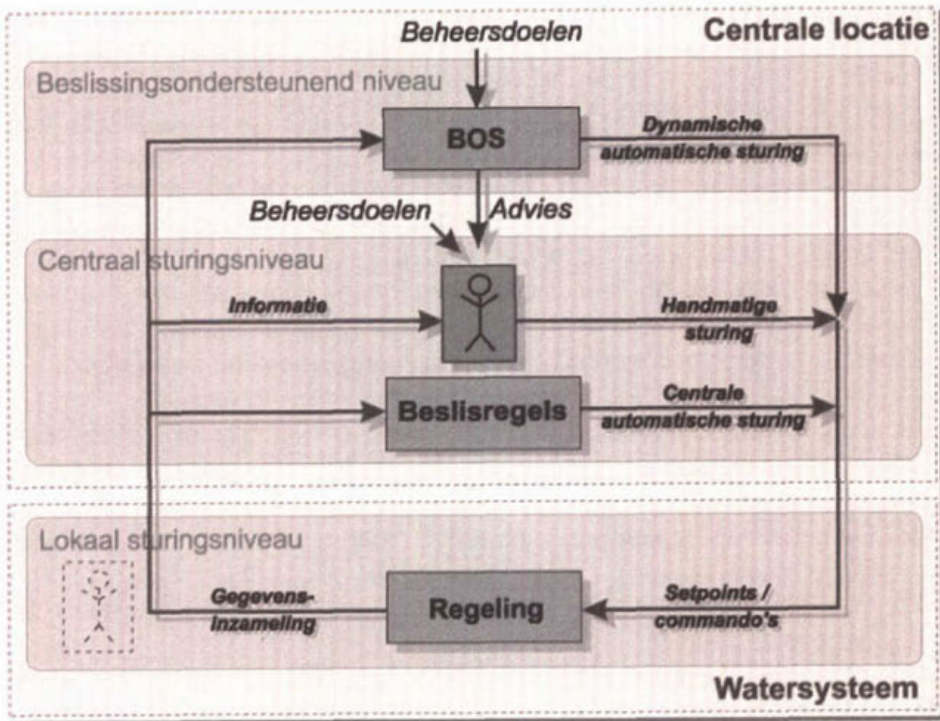 Beheersdoelen
Centrale locatie
Beslissingsondersteunend niveau
BOS
Dynamische
automatische sturing
Beheersdoelen
Advies
Centraal sturingsniveau
Informatie
Handmatige
sturing
Beslisregels
Centrale
automatische sturing
Lokaal sturingsniveau
Gegevens-
inzameling
Regeling
Setpoints /
commando's
Watersysteem